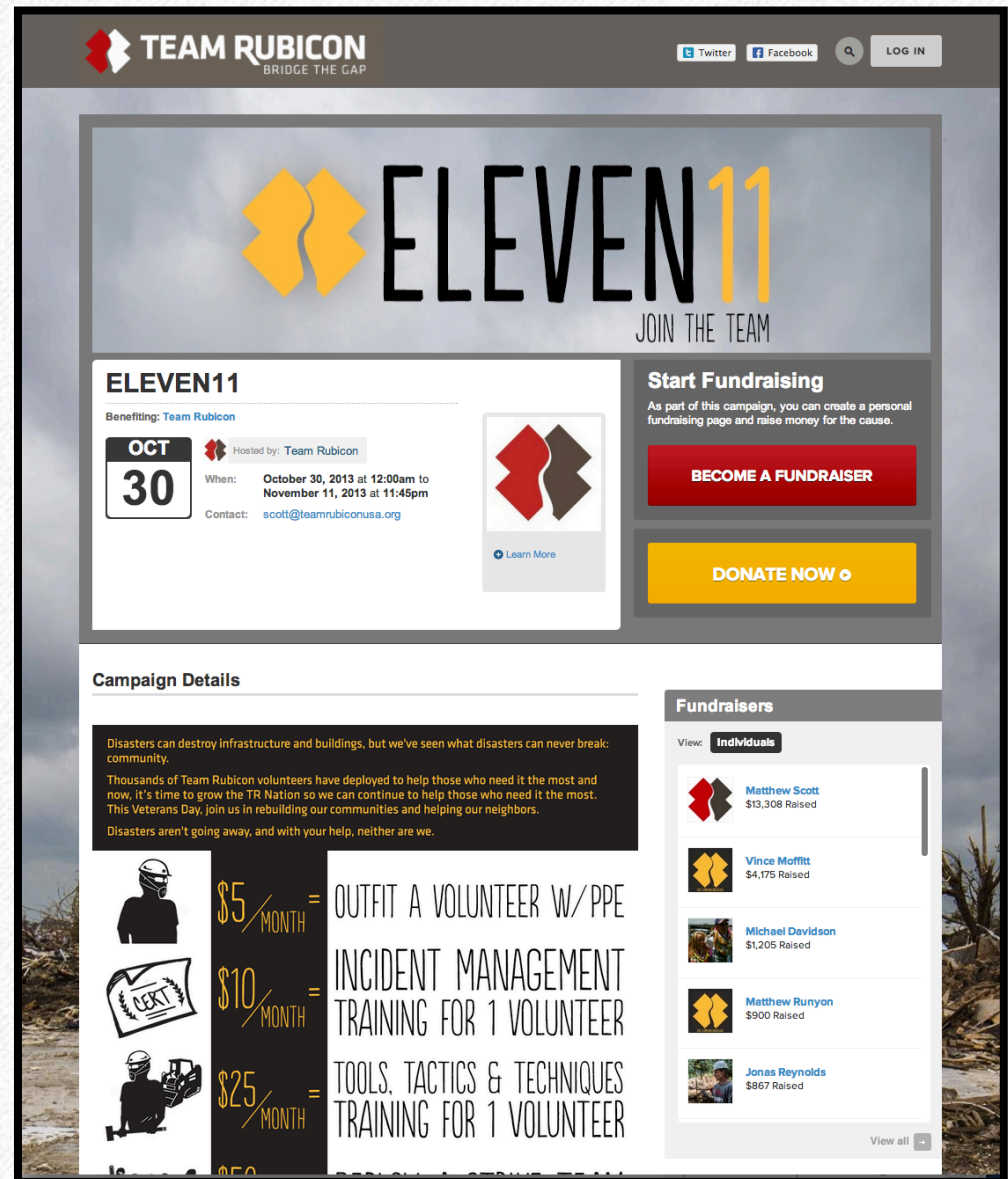 TEAM RUBICON
BRIDGE THE GAP
Twitter
Facebook
LOG IN
ELEVEN11
JOIN THE TEAM
ELEVEN11
Benefiting: Team Rubicon
OCT
30
Hosted by: Team Rubicon
When: October 30, 2013 at 12:00am to
November 11, 2013 at 11:45pm
Contact: scott@teamrubiconusa.org
Learn More
Start Fundraising
As part of this campaign, you can create a personal
fundraising page and raise money for the cause.
BECOME A FUNDRAISER
DONATE NOW
Campaign Details
Disasters can destroy infrastructure and buildings, but we've seen what disasters can never break:
community.
Thousands of Team Rubicon volunteers have deployed to help those who need it the most and
now, it's time to grow the TR Nation so we can continue to help those who need it the most.
This Veterans Day, join us in rebuilding our communities and helping our neighbors.
Disasters aren't going away, and with your help, neither are we.
$5/MONTH = OUTFIT A VOLUNTEER W/ PPE
CERT
$10/MONTH = INCIDENT MANAGEMENT
TRAINING FOR 1 VOLUNTEER
$25/MONTH = TOOLS, TACTICS & TECHNIQUES
TRAINING FOR 1 VOLUNTEER
Fundraisers
View: Individuals
Matthew Scott
$13,308 Raised
Vince Moffitt
$4,175 Raised
Michael Davidson
$1,205 Raised
Matthew Runyon
$900 Raised
Jonas Reynolds
$867 Raised
View all